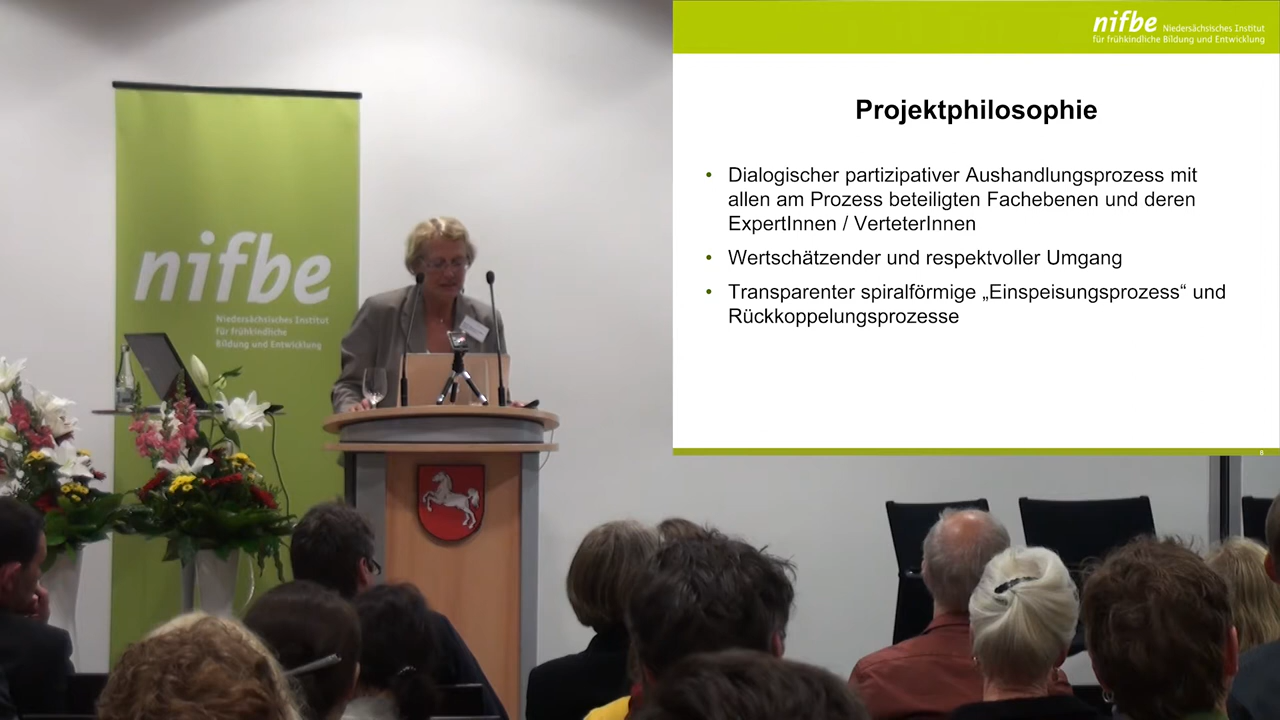 nifbe
Niedersächsisches Institut
für frühkindliche
Bildung und Entwicklung
nifbe Niedersächsisches Institut
für frühkindliche Bildung und Entwicklung
Projektphilosophie
• Dialogischer partizipativer Aushandlungsprozess mit
allen am Prozess beteiligten Fachebenen und deren
ExpertInnen / VerteterInnen
• Wertschätzender und respektvoller Umgang
• Transparenter spiralförmige „Einspeisungsprozess“ und
Rückkoppelungsprozesse
8